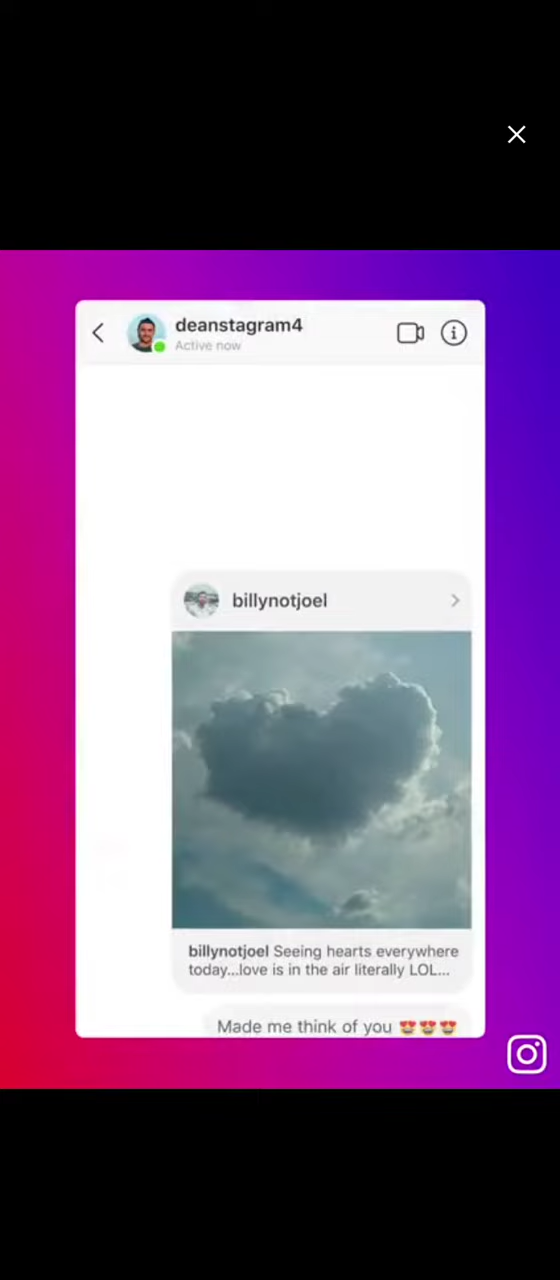 deanstagram4
Active now
billynotjoel
billynotjoel Seeing hearts everywhere
today...love is in the air literally LOL...
Made me think of you 😍😍😍